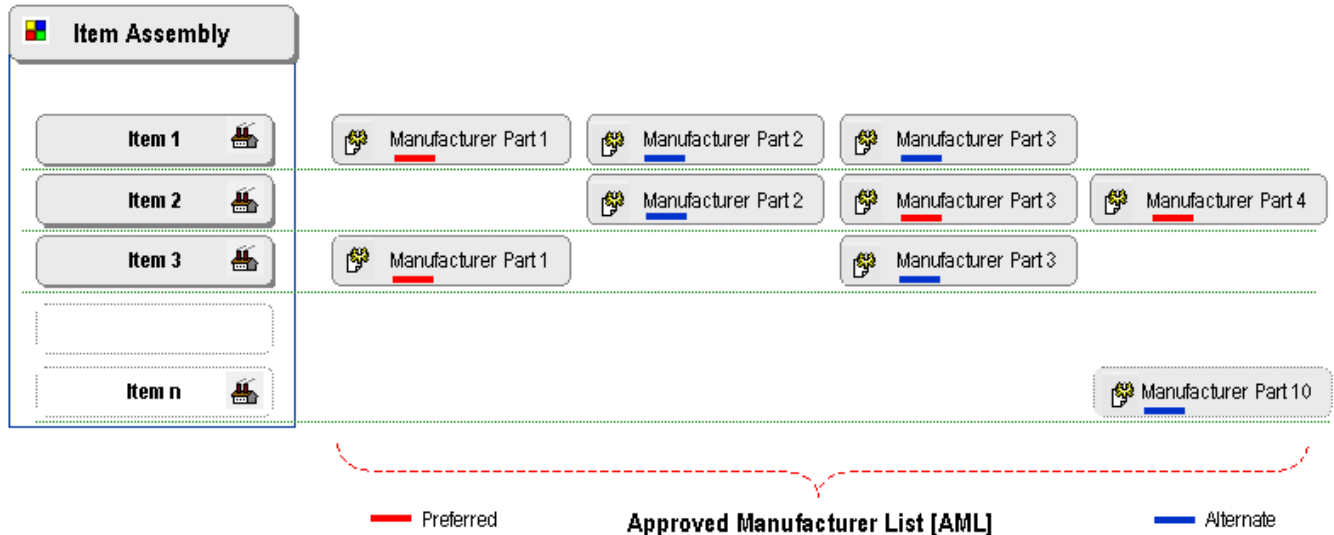 Item Assembly
Item 1 Manufacturer Part 1 Manufacturer Part 2 Manufacturer Part 3
Item 2 Manufacturer Part 2 Manufacturer Part 3 Manufacturer Part 4
Item 3 Manufacturer Part 1 Manufacturer Part 3
Item n Manufacturer Part 10
Preferred Approved Manufacturer List [AML] Alternate